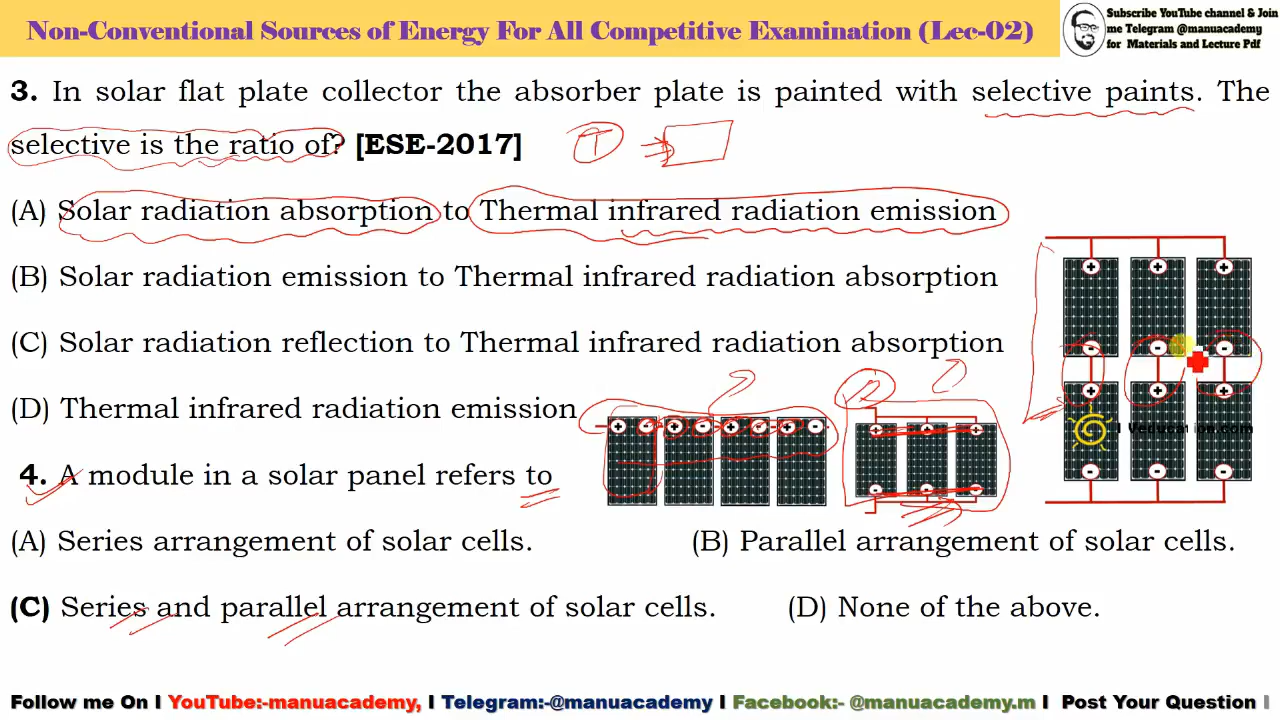 Non-Conventional Sources of Energy For All Competitive Examination (Lec-02)
Subscribe YouTube channel & Join
me Telegram @manuacademy
for Materials and Lecture Pdf
3. In solar flat plate collector the absorber plate is painted with selective paints. The
selective is the ratio of? [ESE-2017]
(A) Solar radiation absorption to Thermal infrared radiation emission
(B) Solar radiation emission to Thermal infrared radiation absorption
(C) Solar radiation reflection to Thermal infrared radiation absorption
(D) Thermal infrared radiation emission
4. A module in a solar panel refers to
(A) Series arrangement of solar cells.
(B) Parallel arrangement of solar cells.
(C) Series and parallel arrangement of solar cells.
(D) None of the above.
Follow me On I YouTube:-manuacademy, I Telegram:-@manuacademy I Facebook:- @manuacademy.m I Post Your Question I